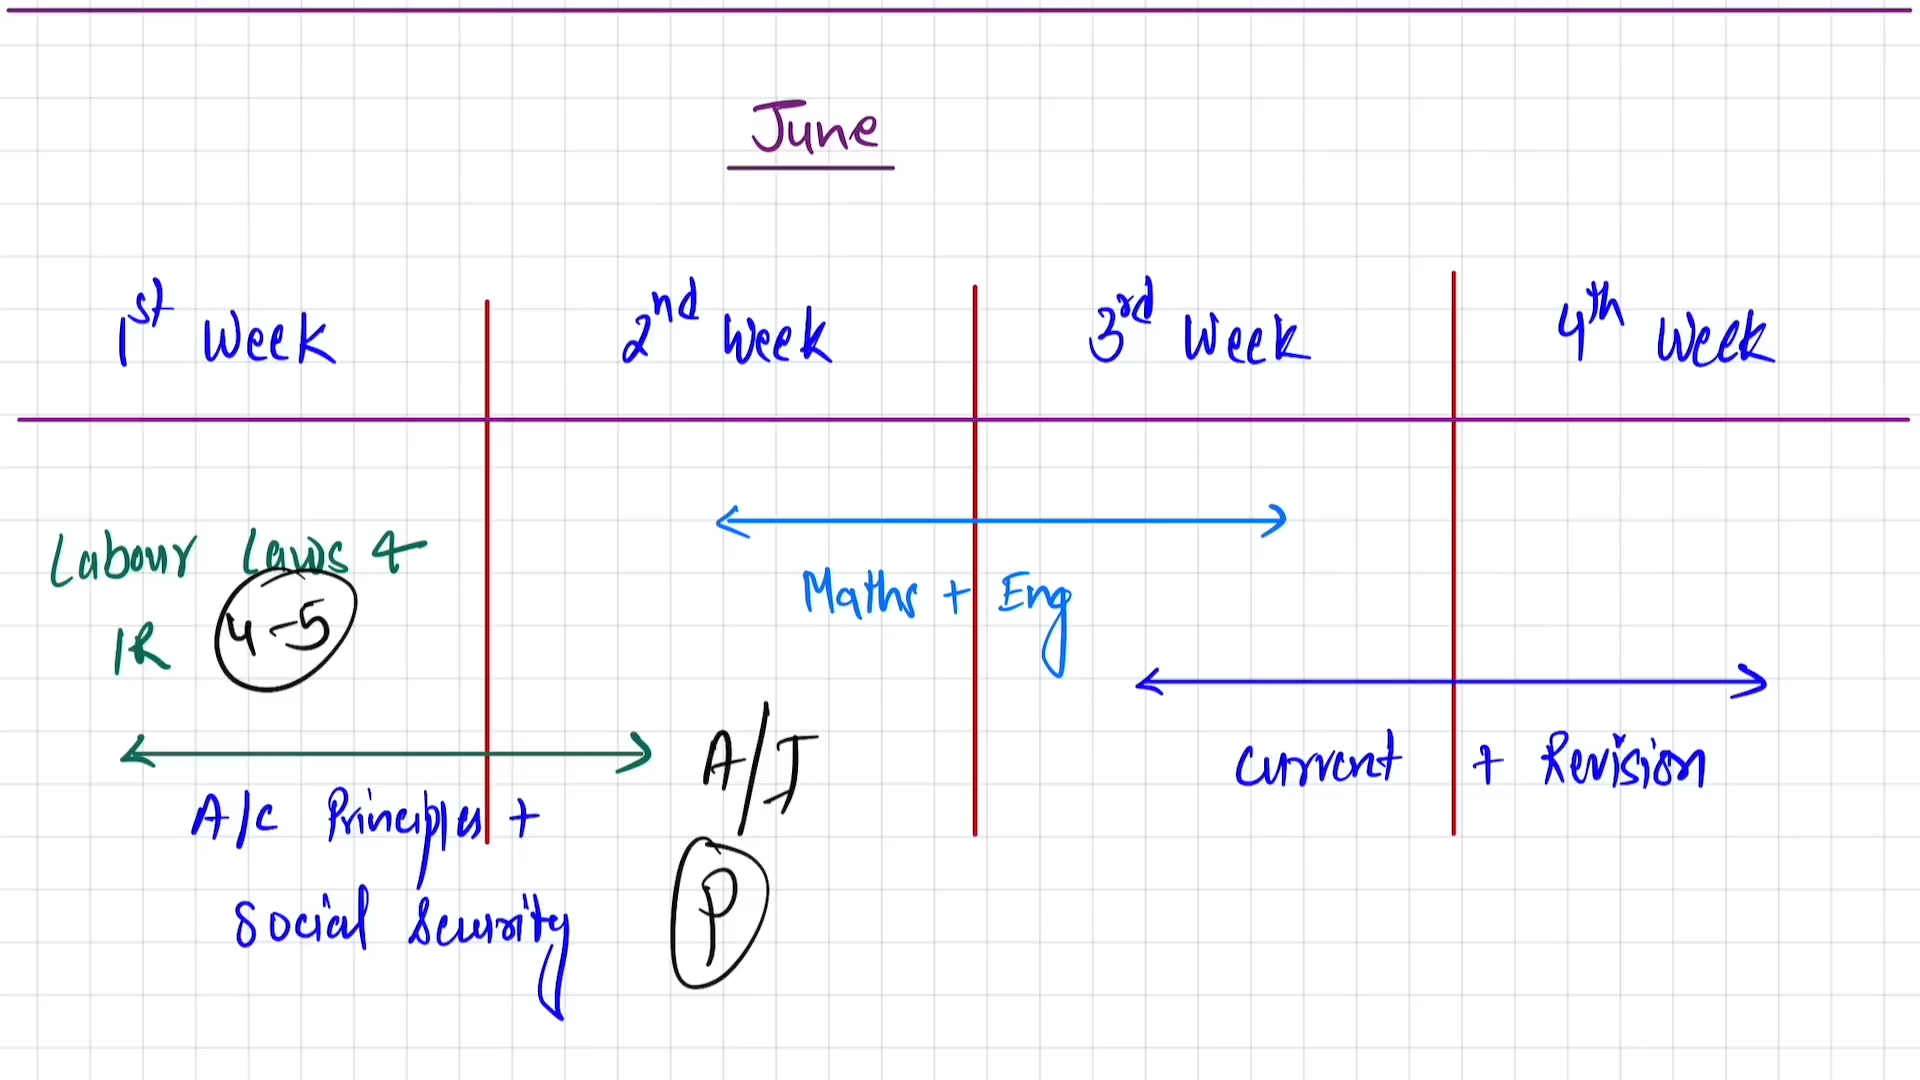 June
1st Week
2nd Week
3rd Week
4th Week
Labour Laws &
IR 4-5
Maths + Eng
A/C Principles +
Social Security
A/J
P
Current + Revision